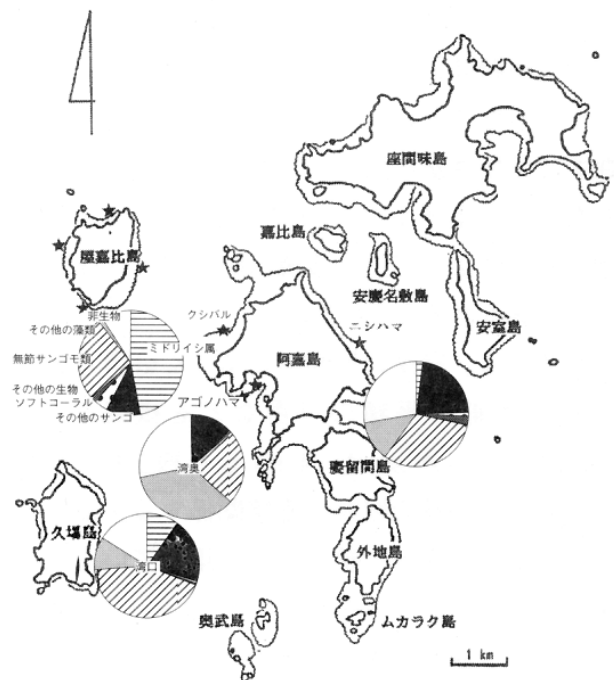 座間味島
嘉比島
屋嘉比島
安慶名敷島
安室島
クシバル
ニシハマ
阿嘉島
非生物
その他の藻類
ミドリイシ属
無節サンゴモ類
その他の生物
ソフトコーラル
その他のサンゴ
アゴノハマ
湾奥
慶留間島
久場島
外地島
湾口
奥武島
ムカラク島
1 km